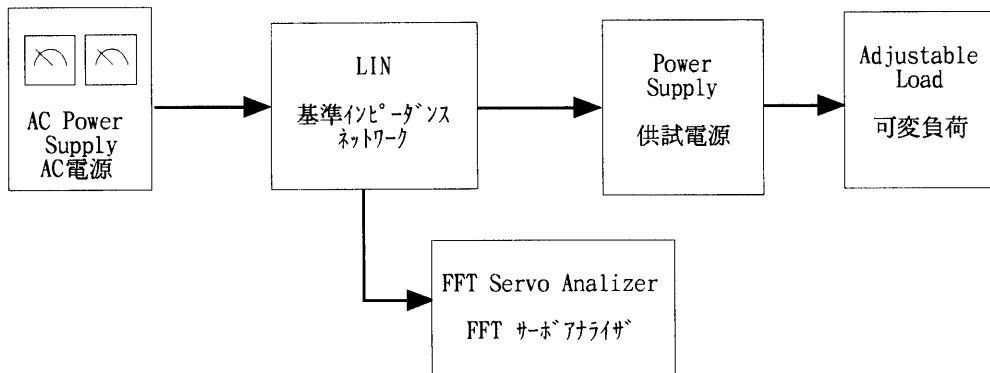 AC Power
Supply
AC電源
LIN
基準インピーダンス
ネットワーク
Power
Supply
供試電源
Adjustable
Load
可変負荷
FFT Servo Analizer
FFT サーボアナライザ